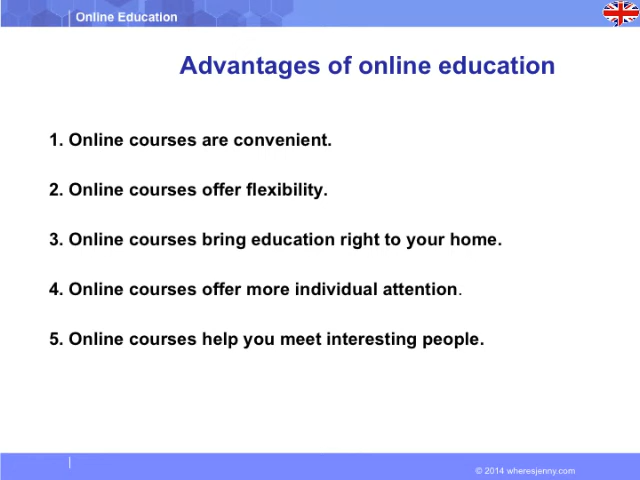 Online Education
Advantages of online education
1. Online courses are convenient.
2. Online courses offer flexibility.
3. Online courses bring education right to your home.
4. Online courses offer more individual attention.
5. Online courses help you meet interesting people.
© 2014 wheresjenny.com